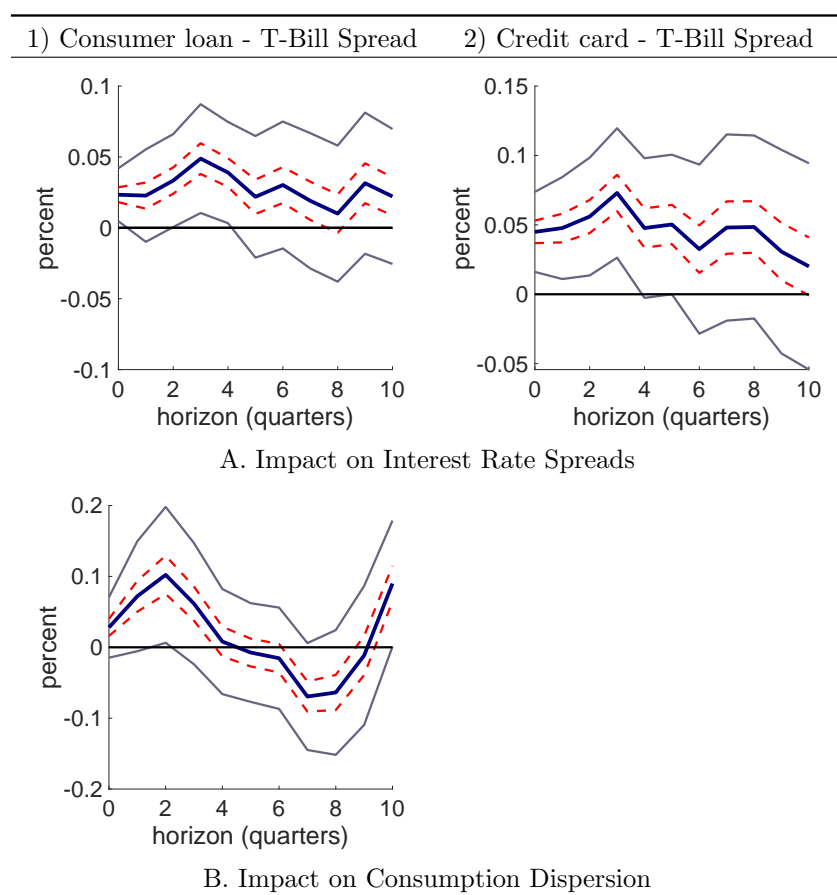 1) Consumer loan - T-Bill Spread 2) Credit card - T-Bill Spread
0.1
0.05
0
-0.05
-0.1
percent
0 2 4 6 8 10
horizon (quarters)
0.15
0.1
0.05
0
-0.05
percent
0 2 4 6 8 10
horizon (quarters)
A. Impact on Interest Rate Spreads
0.2
0.1
0
-0.1
-0.2
percent
0 2 4 6 8 10
horizon (quarters)
B. Impact on Consumption Dispersion